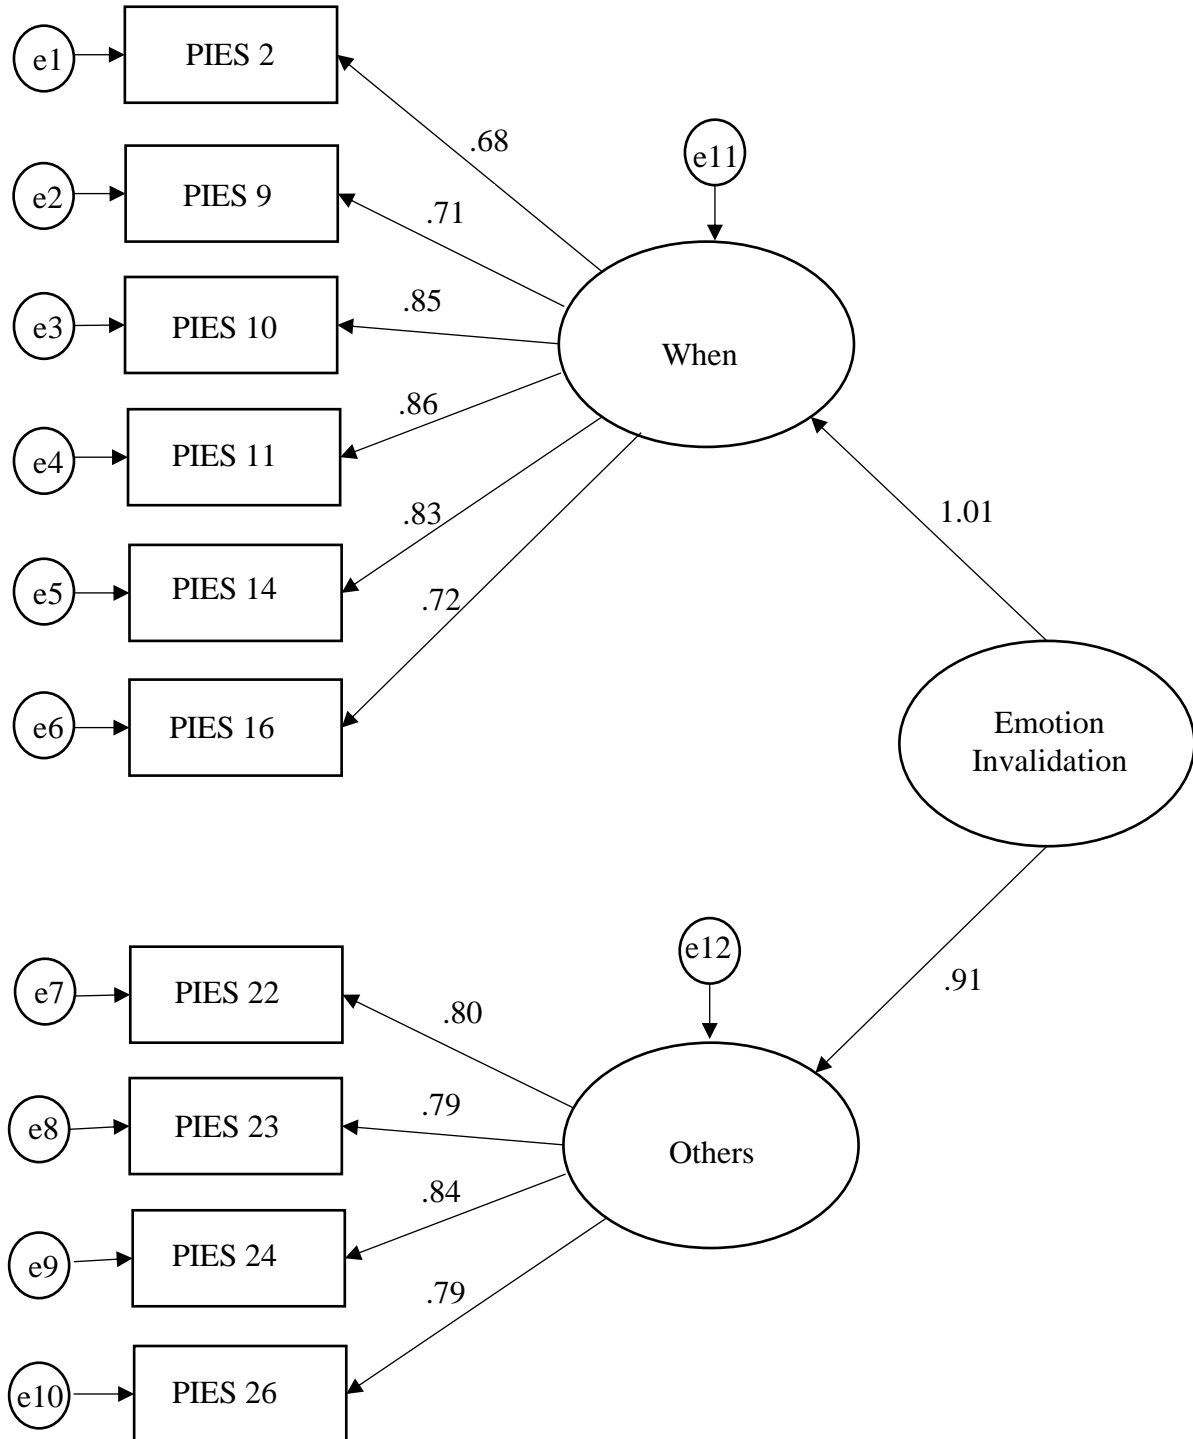 e1
PIES 2
.68
e11
e2
PIES 9
.71
e3
PIES 10
.85
When
e4
PIES 11
.86
e5
PIES 14
.83
1.01
e6
PIES 16
.72
Emotion
Invalidation
e7
PIES 22
.80
e12
.91
e8
PIES 23
.79
Others
e9
PIES 24
.84
e10
PIES 26
.79